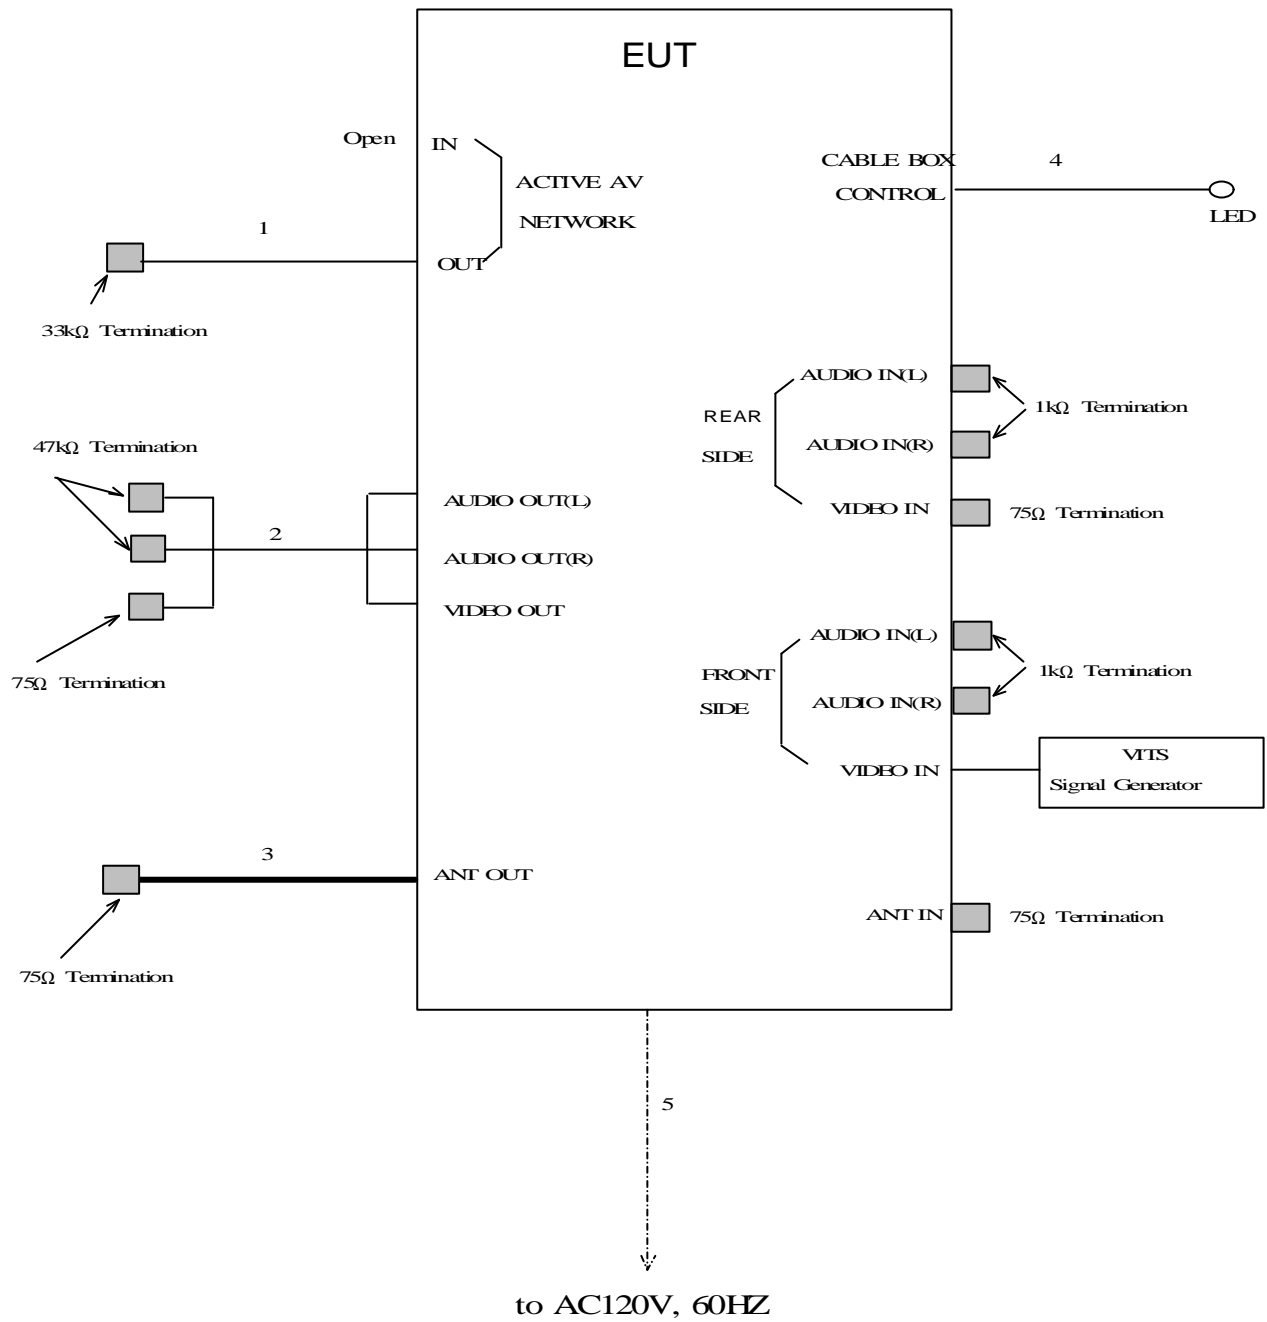 EUT
Open
IN
ACTIVE AV
NETWORK
OUT
1
33kΩ Termination
CABLE BOX
CONTROL
4
LED
47kΩ Termination
2
75Ω Termination
AUDIO OUT(L)
AUDIO OUT(R)
VIDEO OUT
REAR
SIDE
AUDIO IN(L)
AUDIO IN(R)
VIDEO IN
1kΩ Termination
75Ω Termination
FRONT
SIDE
AUDIO IN(L)
AUDIO IN(R)
VIDEO IN
1kΩ Termination
VITS
Signal Generator
3
ANT OUT
75Ω Termination
ANT IN
75Ω Termination
5
to AC120V, 60HZ